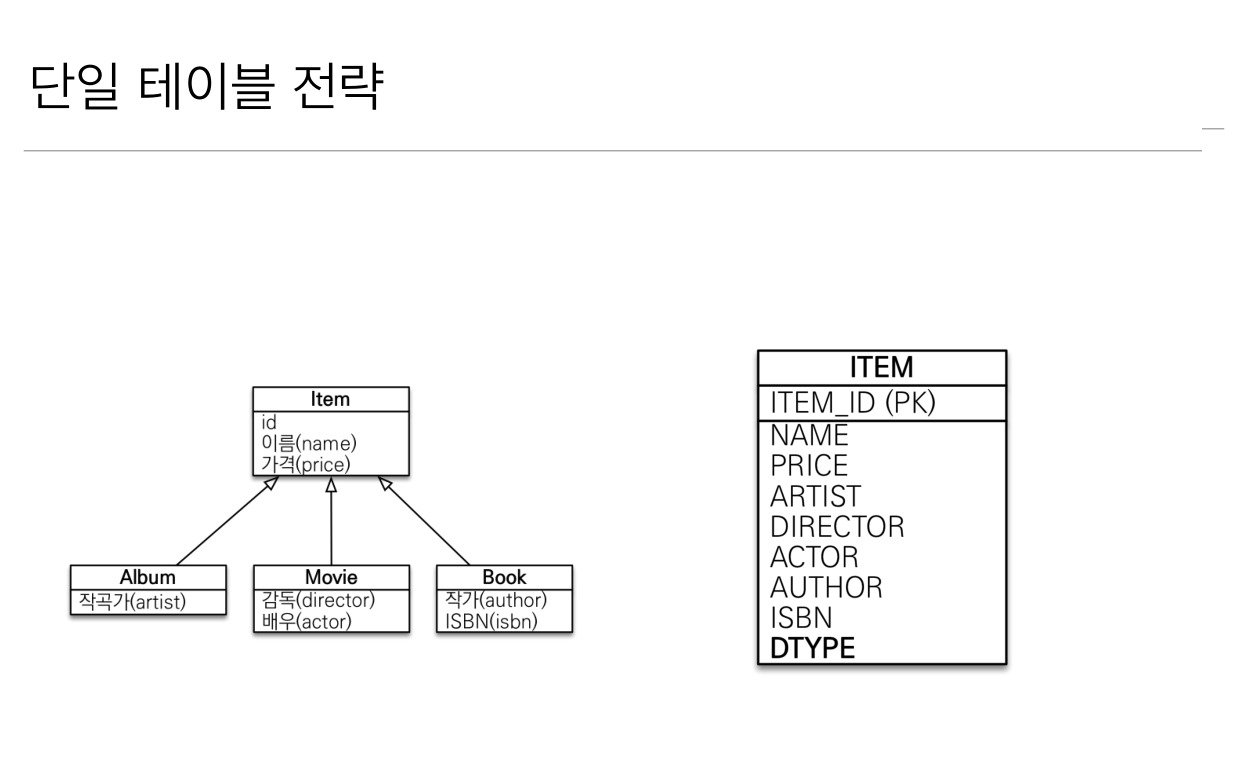 단일 테이블 전략
Item
id
이름(name)
가격(price)
Album
작곡가(artist)
Movie
감독(director)
배우(actor)
Book
작가(author)
ISBN(isbn)
ITEM
ITEM_ID (PK)
NAME
PRICE
ARTIST
DIRECTOR
ACTOR
AUTHOR
ISBN
DTYPE